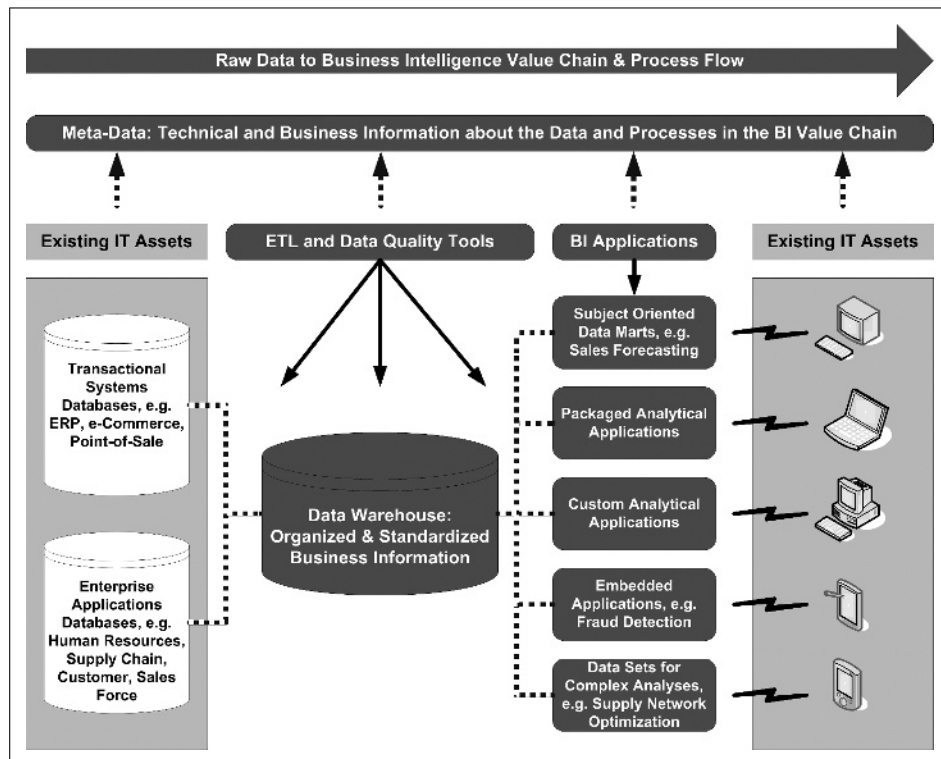 Raw Data to Business Intelligence Value Chain & Process Flow
Meta-Data: Technical and Business Information about the Data and Processes in the BI Value Chain
Existing IT Assets
ETL and Data Quality Tools
BI Applications
Existing IT Assets
Transactional
Systems
Databases, e.g.
ERP, e-Commerce,
Point-of-Sale
Enterprise
Applications
Databases, e.g.
Human Resources,
Supply Chain,
Customer, Sales
Force
Data Warehouse:
Organized & Standardized
Business Information
Subject Oriented
Data Marts, e.g.
Sales Forecasting
Packaged Analytical
Applications
Custom Analytical
Applications
Embedded
Applications, e.g.
Fraud Detection
Data Sets for
Complex Analyses,
e.g. Supply Network
Optimization